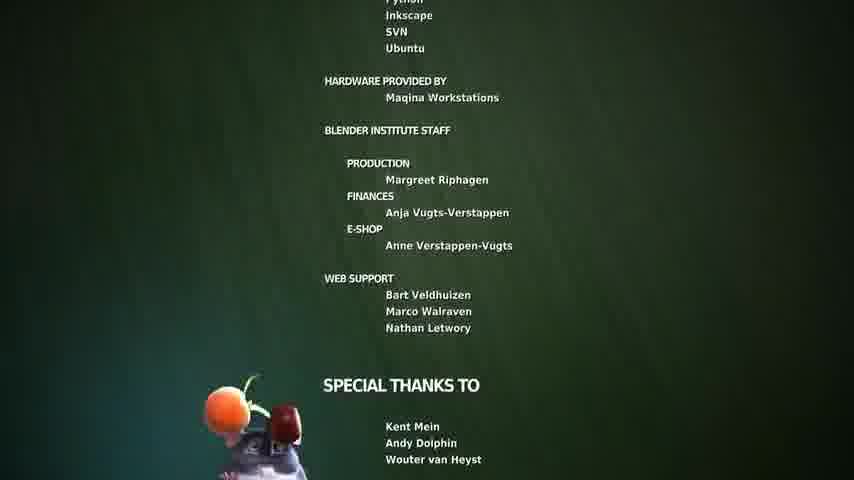 Python
Inkscape
SVN
Ubuntu
HARDWARE PROVIDED BY
Maqina Workstations
BLENDER INSTITUTE STAFF
PRODUCTION
Margreet Riphagen
FINANCES
Anja Vugts-Verstappen
E-SHOP
Anne Verstappen-Vugts
WEB SUPPORT
Bart Veldhuizen
Marco Walraven
Nathan Letwory
SPECIAL THANKS TO
Kent Mein
Andy Dolphin
Wouter van Heyst